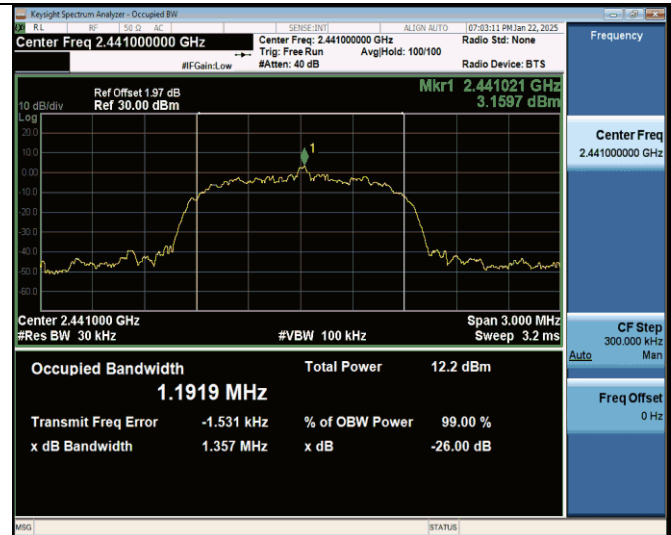 Keysight Spectrum Analyzer - Occupied BW
RL RF 50 Ω AC SENSE:INT ALIGN AUTO 07:03:11 PM Jan 22, 2025
Center Freq 2.441000000 GHz
Center Freq: 2.441000000 GHz
Radio Std: None
Trig: Free Run Avg|Hold: 100/100
#IFGain:Low #Atten: 40 dB Radio Device: BTS
Frequency
Ref Offset 1.97 dB
Mkr1 2.441021 GHz
10 dB/div Ref 30.00 dBm 3.1597 dBm
Log
20.0
10.0
0.00
-10.0
-20.0
-30.0
-40.0
-50.0
-60.0
1
Center Freq
2.441000000 GHz
Center 2.441000 GHz Span 3.000 MHz
#Res BW 30 kHz #VBW 100 kHz Sweep 3.2 ms
CF Step
300.000 kHz
Auto Man
Occupied Bandwidth Total Power 12.2 dBm
1.1919 MHz
Transmit Freq Error -1.531 kHz % of OBW Power 99.00 %
x dB Bandwidth 1.357 MHz x dB -26.00 dB
Freq Offset
0 Hz
MSG STATUS